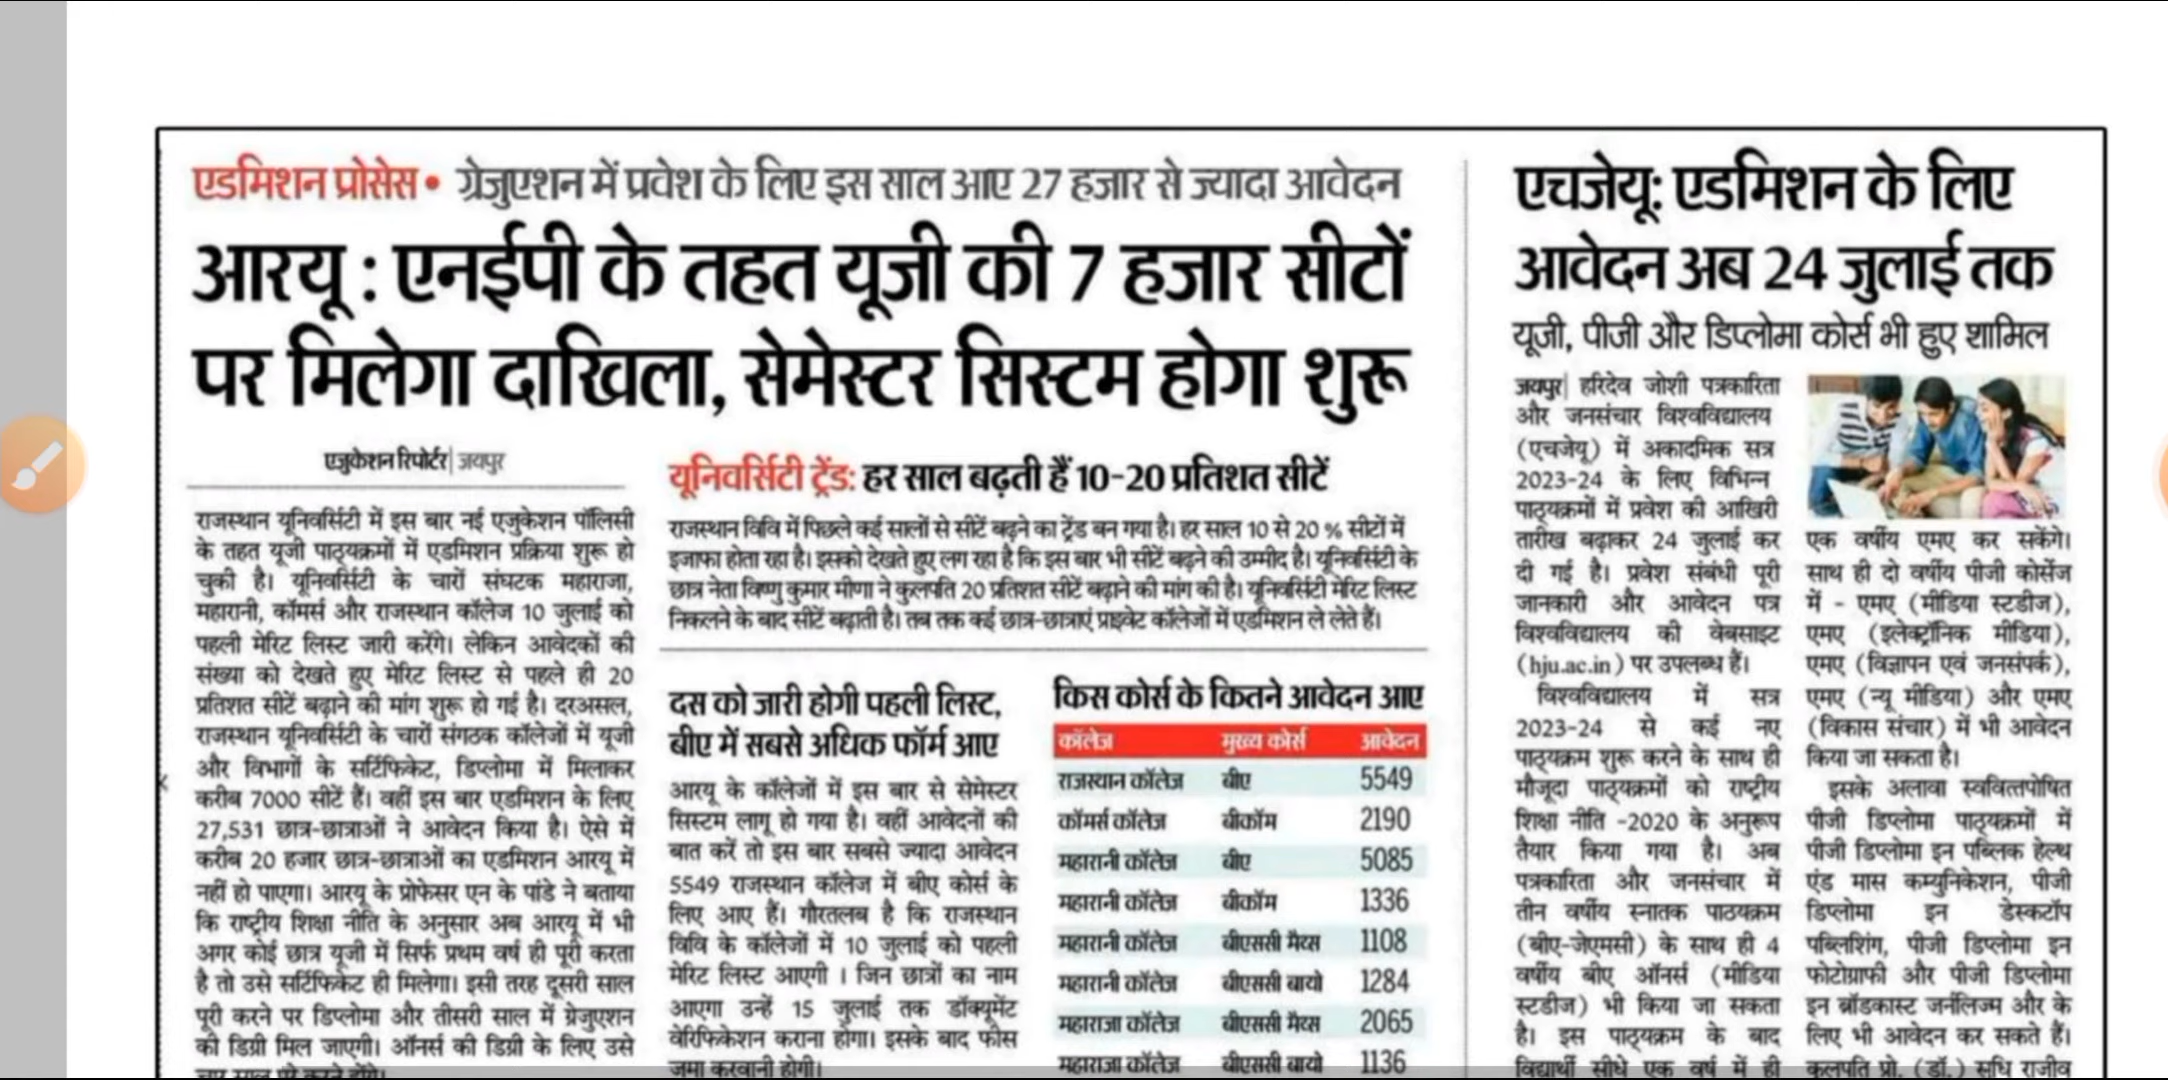 एडमिशन प्रोसेस • ग्रेजुएशन में प्रवेश के लिए इस साल आए 27 हजार से ज्यादा आवेदन
आरयू : एनईपी के तहत यूजी की 7 हजार सीटों
पर मिलेगा दाखिला, सेमेस्टर सिस्टम होगा शुरू
एजुकेशन रिपोर्टर| जयपुर
राजस्थान यूनिवर्सिटी में इस बार नई एजुकेशन पॉलिसी
के तहत यूजी पाठ्यक्रमों में एडमिशन प्रक्रिया शुरू हो
चुकी है। यूनिवर्सिटी के चारों संघटक महाराजा,
महारानी, कॉमर्स और राजस्थान कॉलेज 10 जुलाई को
पहली मेरिट लिस्ट जारी करेंगे। लेकिन आवेदकों की
संख्या को देखते हुए मेरिट लिस्ट से पहले ही 20
प्रतिशत सीटें बढ़ाने की मांग शुरू हो गई है। दरअसल,
राजस्थान यूनिवर्सिटी के चारों संगठक कॉलेजों में यूजी
और विभागों के सर्टिफिकेट, डिप्लोमा में मिलाकर
करीब 7000 सीटें हैं। वहीं इस बार एडमिशन के लिए
27,531 छात्र-छात्राओं ने आवेदन किया है। ऐसे में
करीब 20 हजार छात्र-छात्राओं का एडमिशन आरयू में
नहीं हो पाएगा। आरयू के प्रोफेसर एन के पांडे ने बताया
कि राष्ट्रीय शिक्षा नीति के अनुसार अब आरयू में भी
अगर कोई छात्र यूजी में सिर्फ प्रथम वर्ष ही पूरी करता
है तो उसे सर्टिफिकेट ही मिलेगा। इसी तरह दूसरी साल
पूरी करने पर डिप्लोमा और तीसरी साल में ग्रेजुएशन
की डिग्री मिल जाएगी। ऑनर्स की डिग्री के लिए उसे
चार साल पूरे करने होंगे।
यूनिवर्सिटी ट्रेंड: हर साल बढ़ती हैं 10-20 प्रतिशत सीटें
राजस्थान विवि में पिछले कई सालों से सीटें बढ़ने का ट्रेंड बन गया है। हर साल 10 से 20 % सीटों में
इजाफा होता रहा है। इसको देखते हुए लग रहा है कि इस बार भी सीटें बढ़ने की उम्मीद है। यूनिवर्सिटी के
छात्र नेता विष्णु कुमार मीणा ने कुलपति 20 प्रतिशत सीटें बढ़ाने की मांग की है। यूनिवर्सिटी मेरिट लिस्ट
निकलने के बाद सीटें बढ़ाती है। तब तक कई छात्र-छात्राएं प्राइवेट कॉलेजों में एडमिशन ले लेते हैं।
दस को जारी होगी पहली लिस्ट,
बीए में सबसे अधिक फॉर्म आए
आरयू के कॉलेजों में इस बार से सेमेस्टर
सिस्टम लागू हो गया है। वहीं आवेदनों की
बात करें तो इस बार सबसे ज्यादा आवेदन
5549 राजस्थान कॉलेज में बीए कोर्स के
लिए आए हैं। गौरतलब है कि राजस्थान
विवि के कॉलेजों में 10 जुलाई को पहली
मेरिट लिस्ट आएगी । जिन छात्रों का नाम
आएगा उन्हें 15 जुलाई तक डॉक्यूमेंट
वेरिफिकेशन कराना होगा। इसके बाद फीस
जमा करवानी होगी।
किस कोर्स के कितने आवेदन आए
कॉलेज मुख्य कोर्स आवेदन
राजस्थान कॉलेज बीए 5549
कॉमर्स कॉलेज बीकॉम 2190
महारानी कॉलेज बीए 5085
महारानी कॉलेज बीकॉम 1336
महारानी कॉलेज बीएससी मैथ्स 1108
महारानी कॉलेज बीएससी बायो 1284
महाराजा कॉलेज बीएससी मैथ्स 2065
महाराजा कॉलेज बीएससी बायो 1136
एचजेयू: एडमिशन के लिए
आवेदन अब 24 जुलाई तक
यूजी, पीजी और डिप्लोमा कोर्स भी हुए शामिल
जयपुर| हरिदेव जोशी पत्रकारिता
और जनसंचार विश्वविद्यालय
(एचजेयू) में अकादमिक सत्र
2023-24 के लिए विभिन्न
पाठ्यक्रमों में प्रवेश की आखिरी
तारीख बढ़ाकर 24 जुलाई कर
दी गई है। प्रवेश संबंधी पूरी
जानकारी और आवेदन पत्र
विश्वविद्यालय की वेबसाइट
(hju.ac.in) पर उपलब्ध हैं।
विश्वविद्यालय में सत्र
2023-24 से कई नए
पाठ्यक्रम शुरू करने के साथ ही
मौजूदा पाठ्यक्रमों को राष्ट्रीय
शिक्षा नीति -2020 के अनुरूप
तैयार किया गया है। अब
पत्रकारिता और जनसंचार में
तीन वर्षीय स्नातक पाठयक्रम
(बीए-जेएमसी) के साथ ही 4
वर्षीय बीए ऑनर्स (मीडिया
स्टडीज) भी किया जा सकता
है। इस पाठ्यक्रम के बाद
विद्यार्थी सीधे एक वर्ष में ही
एक वर्षीय एमए कर सकेंगे।
साथ ही दो वर्षीय पीजी कोर्सेज
में - एमए (मीडिया स्टडीज),
एमए (इलेक्ट्रॉनिक मीडिया),
एमए (विज्ञापन एवं जनसंपर्क),
एमए (न्यू मीडिया) और एमए
(विकास संचार) में भी आवेदन
किया जा सकता है।
इसके अलावा स्ववित्तपोषित
पीजी डिप्लोमा पाठ्यक्रमों में
पीजी डिप्लोमा इन पब्लिक हेल्थ
एंड मास कम्युनिकेशन, पीजी
डिप्लोमा इन डेस्कटॉप
पब्लिशिंग, पीजी डिप्लोमा इन
फोटोग्राफी और पीजी डिप्लोमा
इन ब्रॉडकास्ट जर्नलिज्म और के
लिए भी आवेदन कर सकते हैं।
कुलपति प्रो. (डॉ.) सुधि राजीव